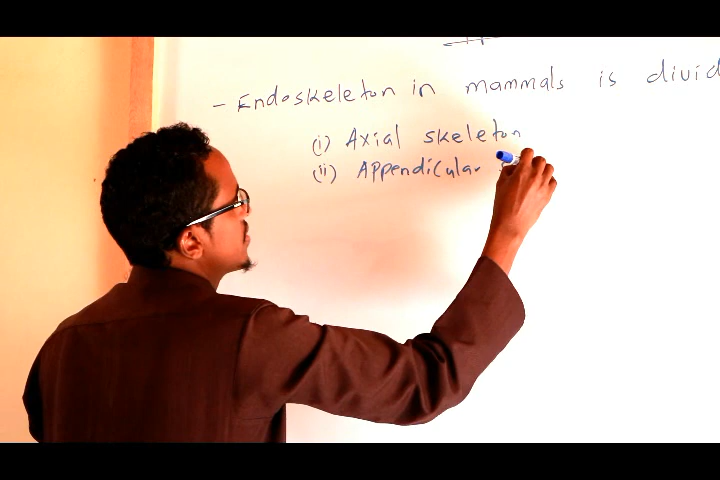 - Endoskeleton in mammals is divid
(i) Axial skeleton
(ii) Appendicular